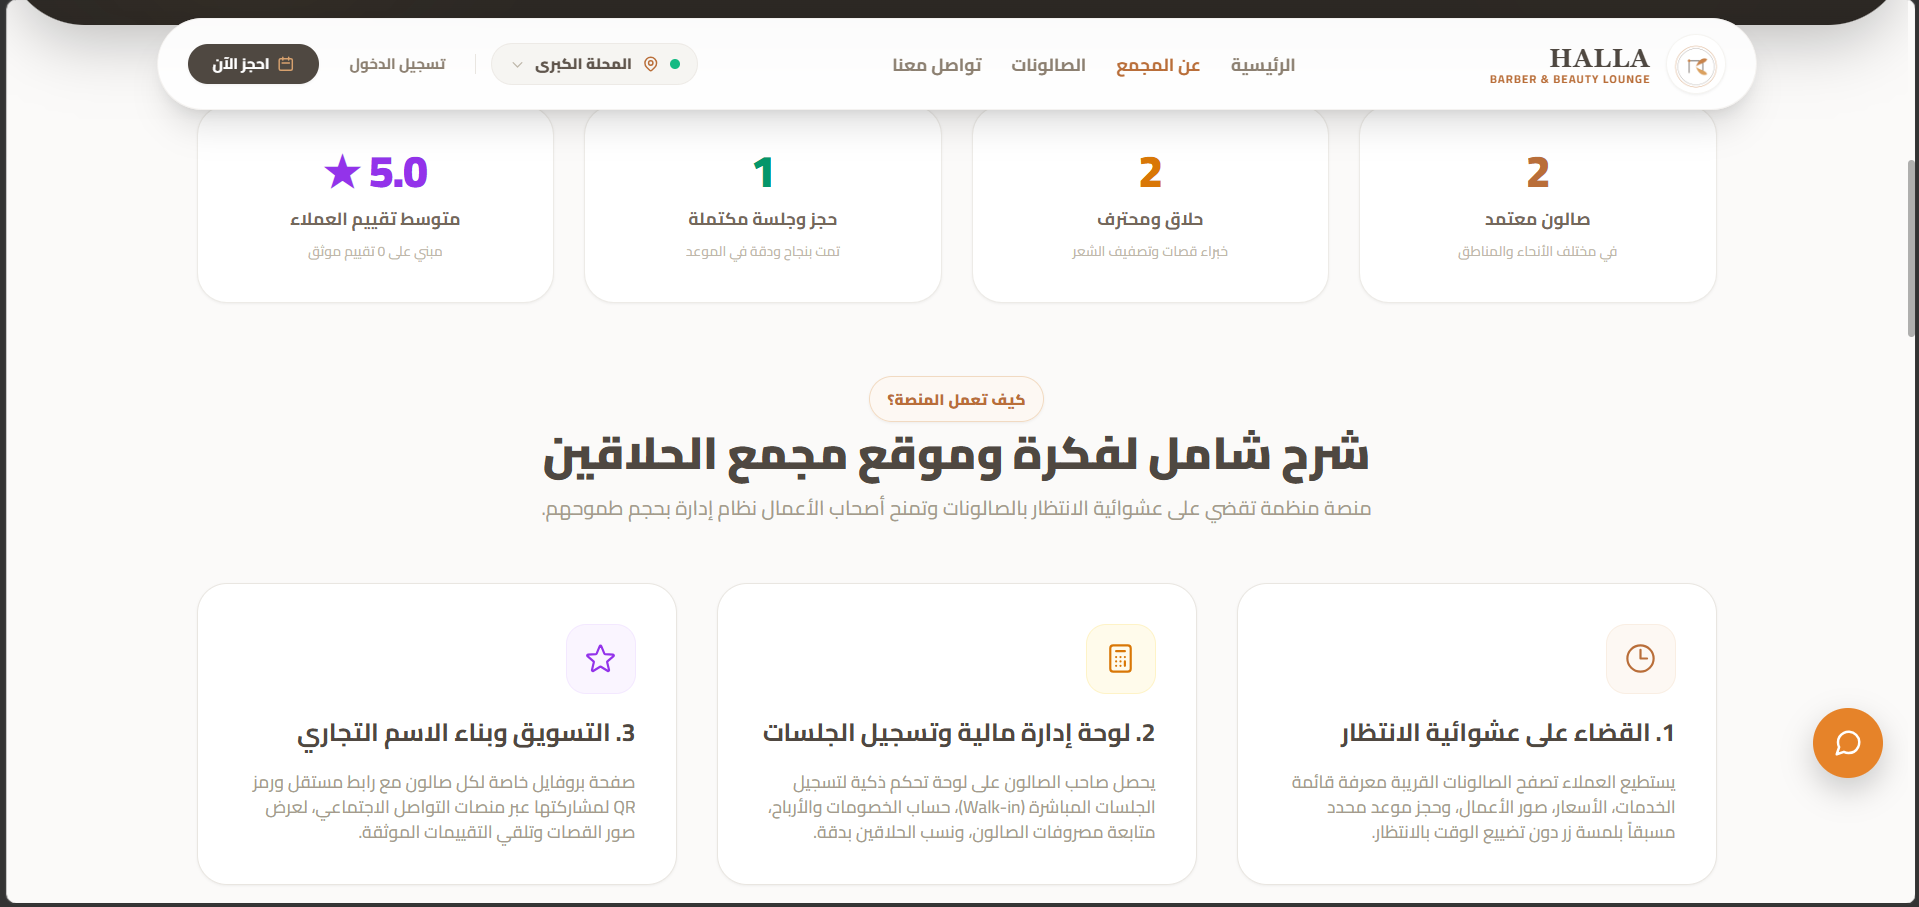 HALLA
BARBER & BEAUTY LOUNGE
الرئيسية
عن المجمع
الصالونات
تواصل معنا
المحلة الكبرى
تسجيل الدخول
احجز الآن
2
صالون معتمد
في مختلف الأنحاء والمناطق
2
حلاق ومحترف
خبراء قصات وتصفيف الشعر
1
حجز وجلسة مكتملة
تمت بنجاح ودقة في الموعد
5.0 ★
متوسط تقييم العملاء
مبني على 0 تقييم موثق
كيف تعمل المنصة؟
شرح شامل لفكرة وموقع مجمع الحلاقين
منصة منظمة تقضي على عشوائية الانتظار بالصالونات وتمنح أصحاب الأعمال نظام إدارة بحجم طموحهم.
1. القضاء على عشوائية الانتظار
يستطيع العملاء تصفح الصالونات القريبة معرفة قائمة
الخدمات، الأسعار، صور الأعمال، وحجز موعد محدد
مسبقاً بلمسة زر دون تضييع الوقت بالانتظار.
2. لوحة إدارة مالية وتسجيل الجلسات
يحصل صاحب الصالون على لوحة تحكم ذكية لتسجيل
الجلسات المباشرة (Walk-in)، حساب الخصومات والأرباح،
متابعة مصروفات الصالون، ونسب الحلاقين بدقة.
3. التسويق وبناء الاسم التجاري
صفحة بروفايل خاصة لكل صالون مع رابط مستقل ورمز
QR لمشاركتها عبر منصات التواصل الاجتماعي، لعرض
صور القصات وتلقي التقييمات الموثقة.